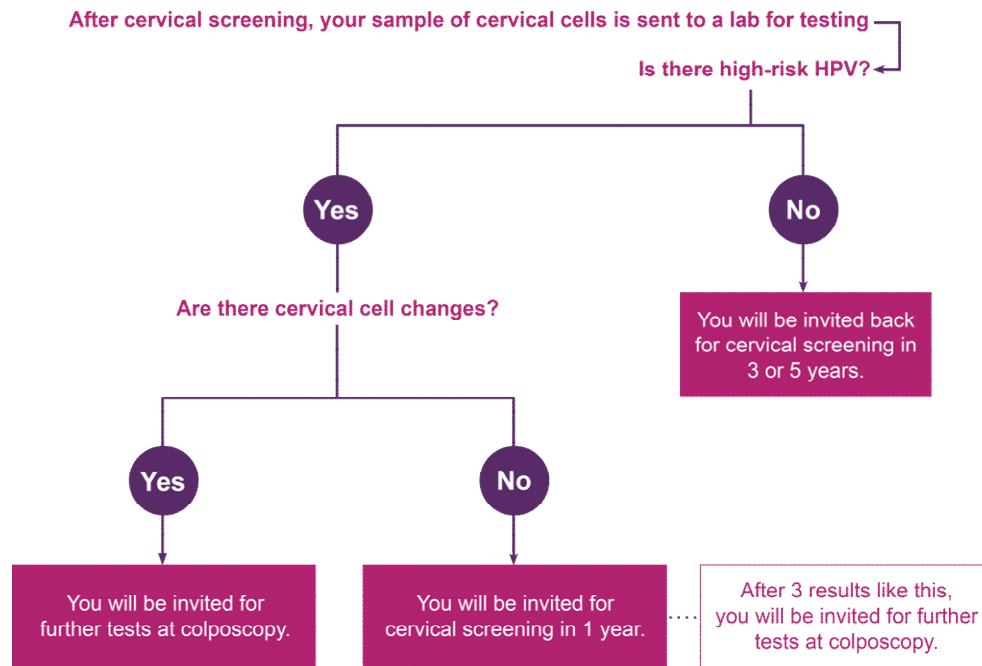 After cervical screening, your sample of cervical cells is sent to a lab for testing
Is there high-risk HPV?
Yes
No
Are there cervical cell changes?
You will be invited back
for cervical screening in
3 or 5 years.
Yes
No
You will be invited for
further tests at colposcopy.
You will be invited for
cervical screening in 1 year.
After 3 results like this,
you will be invited for further
tests at colposcopy.